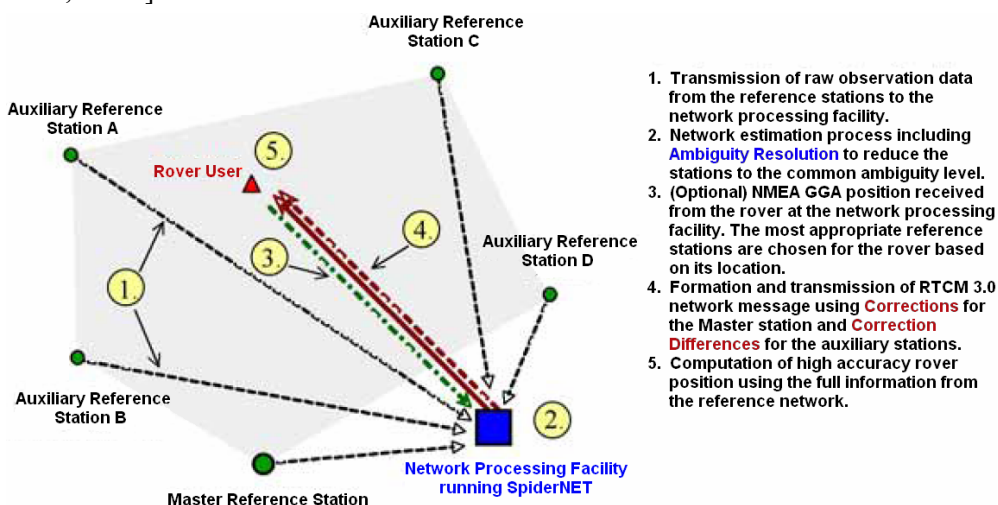 Auxiliary Reference
Station C
Auxiliary Reference
Station A
5.
Rover User
4.
3.
Auxiliary Reference
Station D
1.
Auxiliary Reference
Station B
2.
Network Processing Facility
running SpiderNET
Master Reference Station
1. Transmission of raw observation data
from the reference stations to the
network processing facility.
2. Network estimation process including
Ambiguity Resolution to reduce the
stations to the common ambiguity level.
3. (Optional) NMEA GGA position received
from the rover at the network processing
facility. The most appropriate reference
stations are chosen for the rover based
on its location.
4. Formation and transmission of RTCM 3.0
network message using Corrections for
the Master station and Correction
Differences for the auxiliary stations.
5. Computation of high accuracy rover
position using the full information from
the reference network.